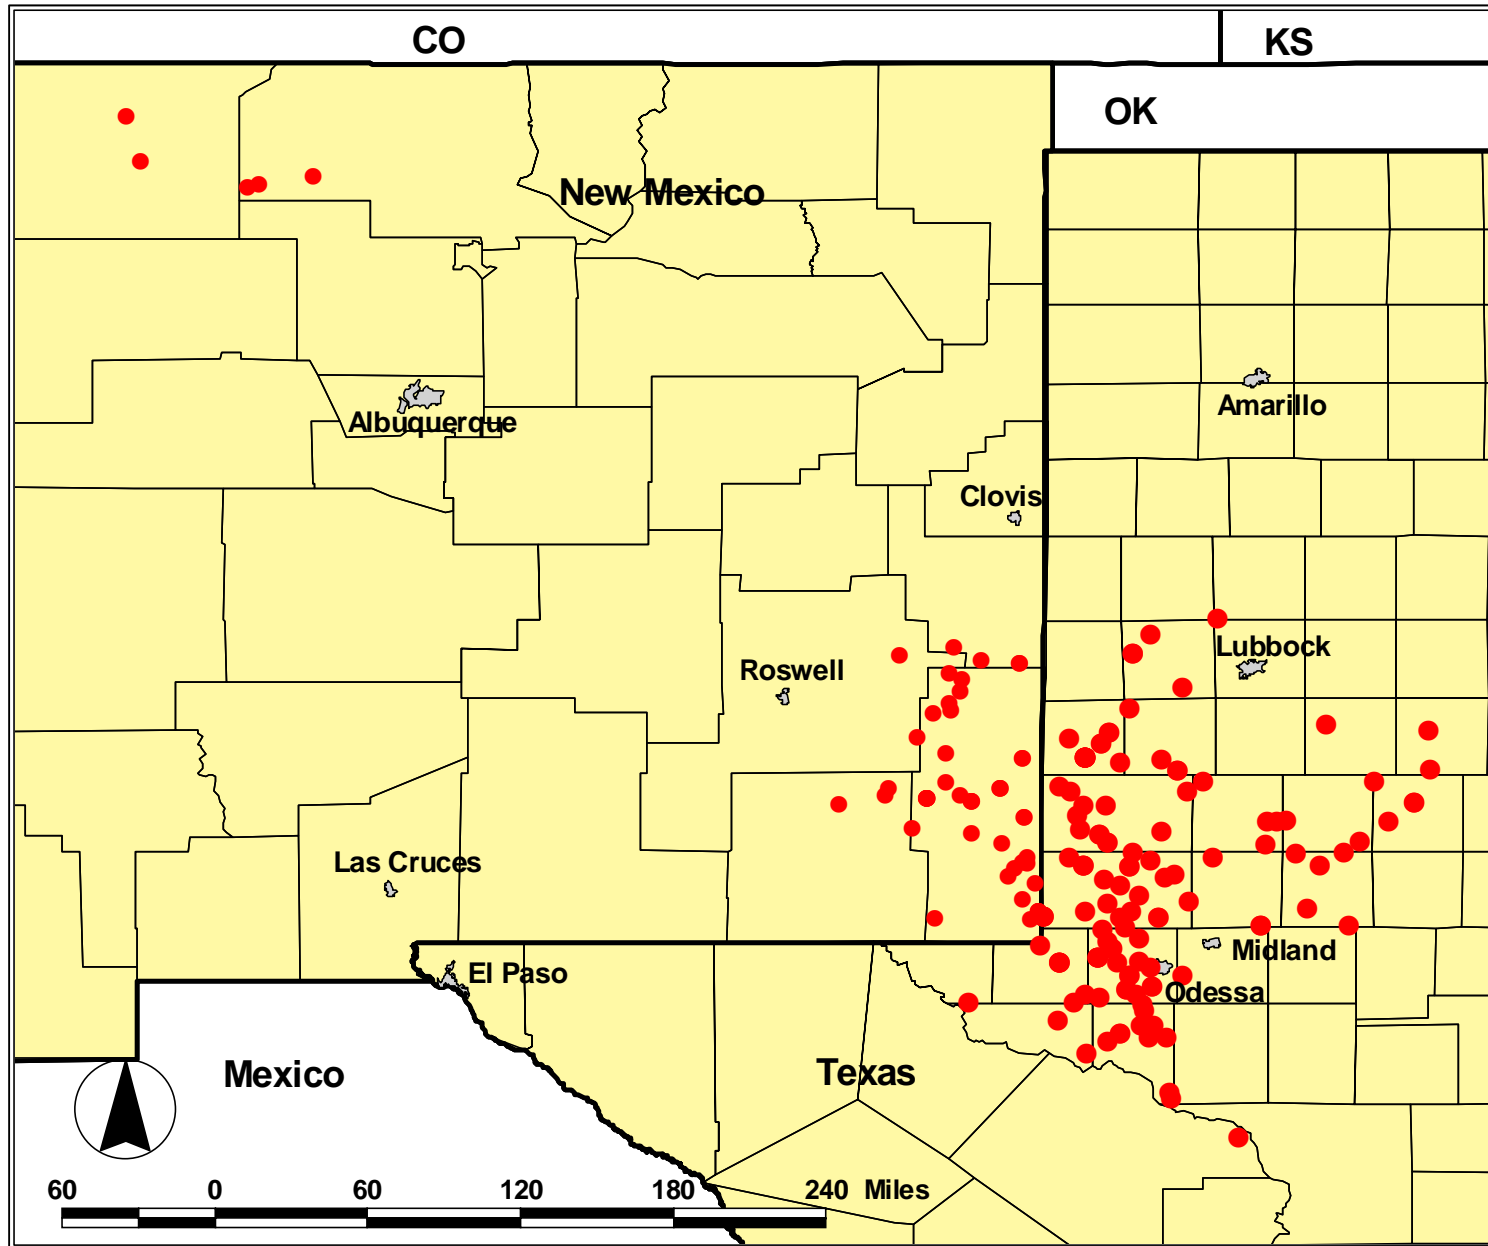 CO
KS
OK
New Mexico
Amarillo
Albuquerque
Clovis
Lubbock
Roswell
Las Cruces
Midland
El Paso
Odessa
Mexico
Texas
60 0 60 120 180 240 Miles